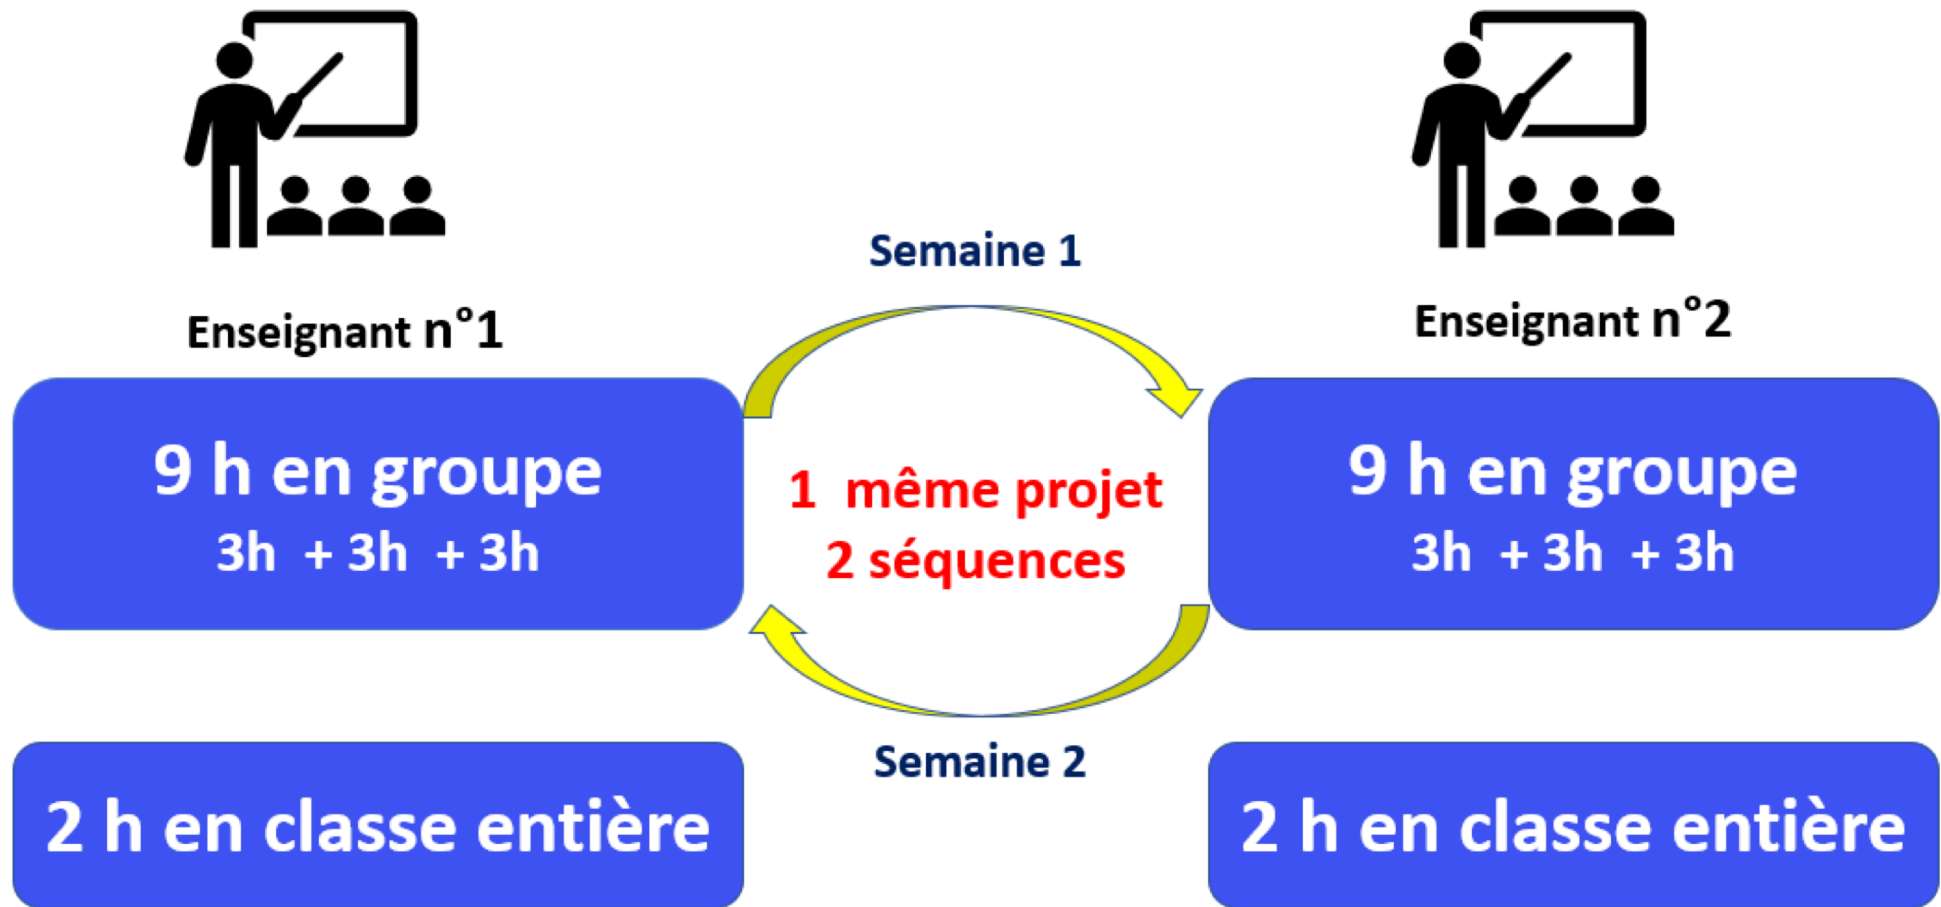 Semaine 1
Enseignant n°1
Enseignant n°2
9 h en groupe
3h + 3h + 3h
1 même projet
2 séquences
9 h en groupe
3h + 3h + 3h
Semaine 2
2 h en classe entière
2 h en classe entière